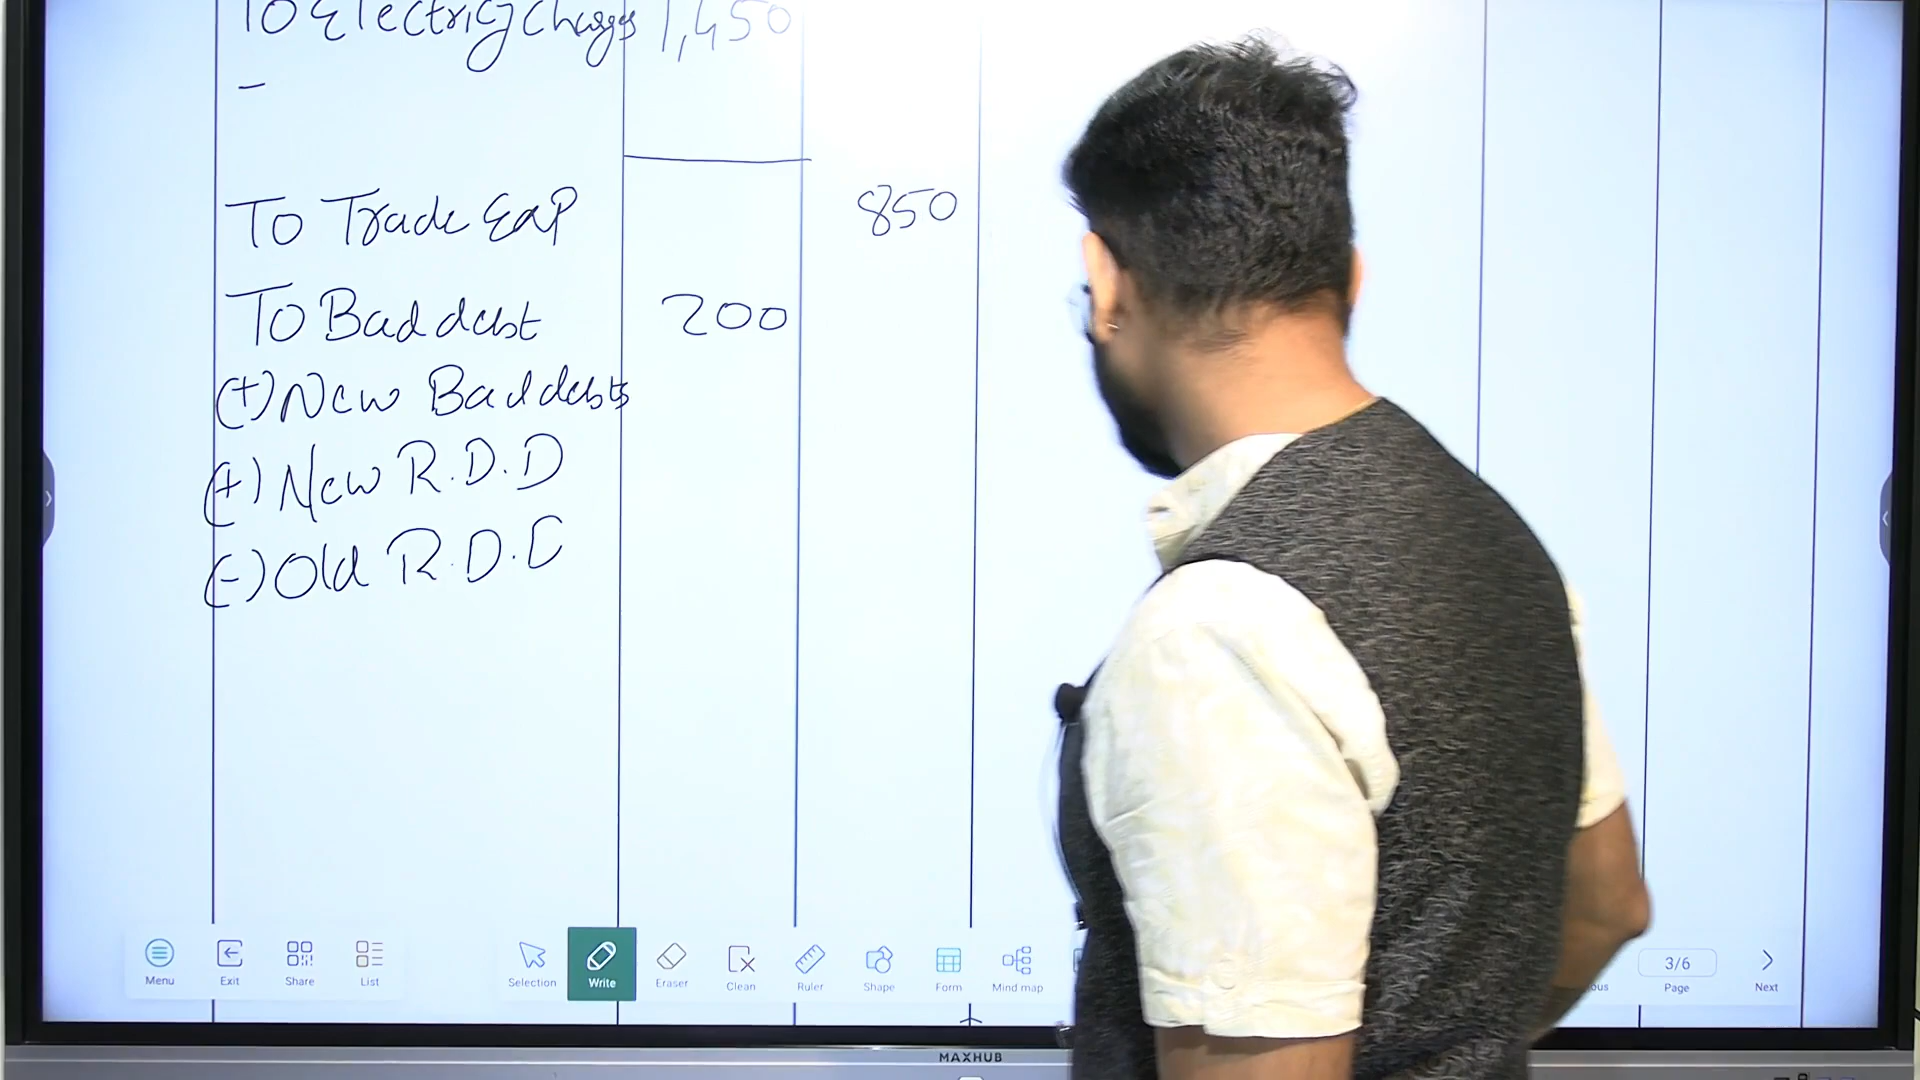 To Electricity Charges 1,450
-
To Trade Exp 850
To Bad debt 200
(+) New Bad debts
(+) New R.D.D
(-) Old R.D.D
Menu Exit Share List Selection Write Eraser Clean Ruler Shape Form Mind map 3/6 Page Next
MAXHUB